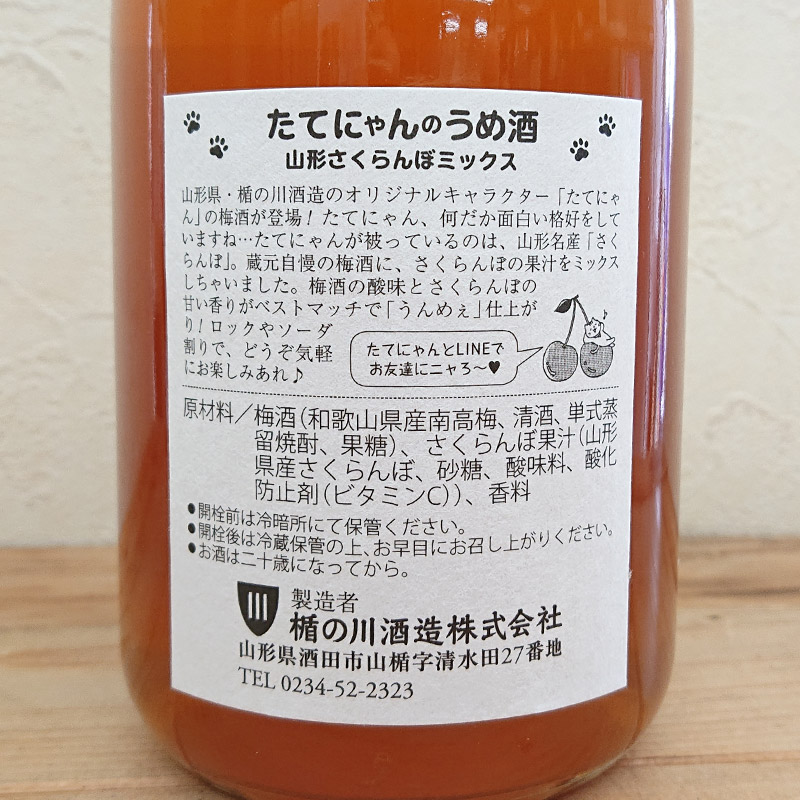 たてにゃんのうめ酒
山形さくらんぼミックス
山形県・楯の川酒造のオリジナルキャラクター「たてにゃ
ん」の梅酒が登場！たてにゃん、何だか面白い格好をして
いますね…たてにゃんが被っているのは、山形名産「さく
らんぼ」。蔵元自慢の梅酒に、さくらんぼの果汁をミックス
しちゃいました。梅酒の酸味とさくらんぼの
甘い香りがベストマッチで「うんめぇ」仕上が
り！ロックやソーダ
割りで、どうぞ気軽
にお楽しみあれ♪
たてにゃんとLINEで
お友達にニャろ〜♥
原材料／梅酒（和歌山県産南高梅、清酒、単式蒸
留焼酎、果糖）、さくらんぼ果汁（山形
県産さくらんぼ、砂糖、酸味料、酸化
防止剤（ビタミンC））、香料
●開栓前は冷暗所にて保管ください。
●開栓後は冷蔵保管の上、お早目にお召し上がりください。
●お酒は二十歳になってから。
製造者
楯の川酒造株式会社
山形県酒田市山楯字清水田27番地
TEL 0234-52-2323